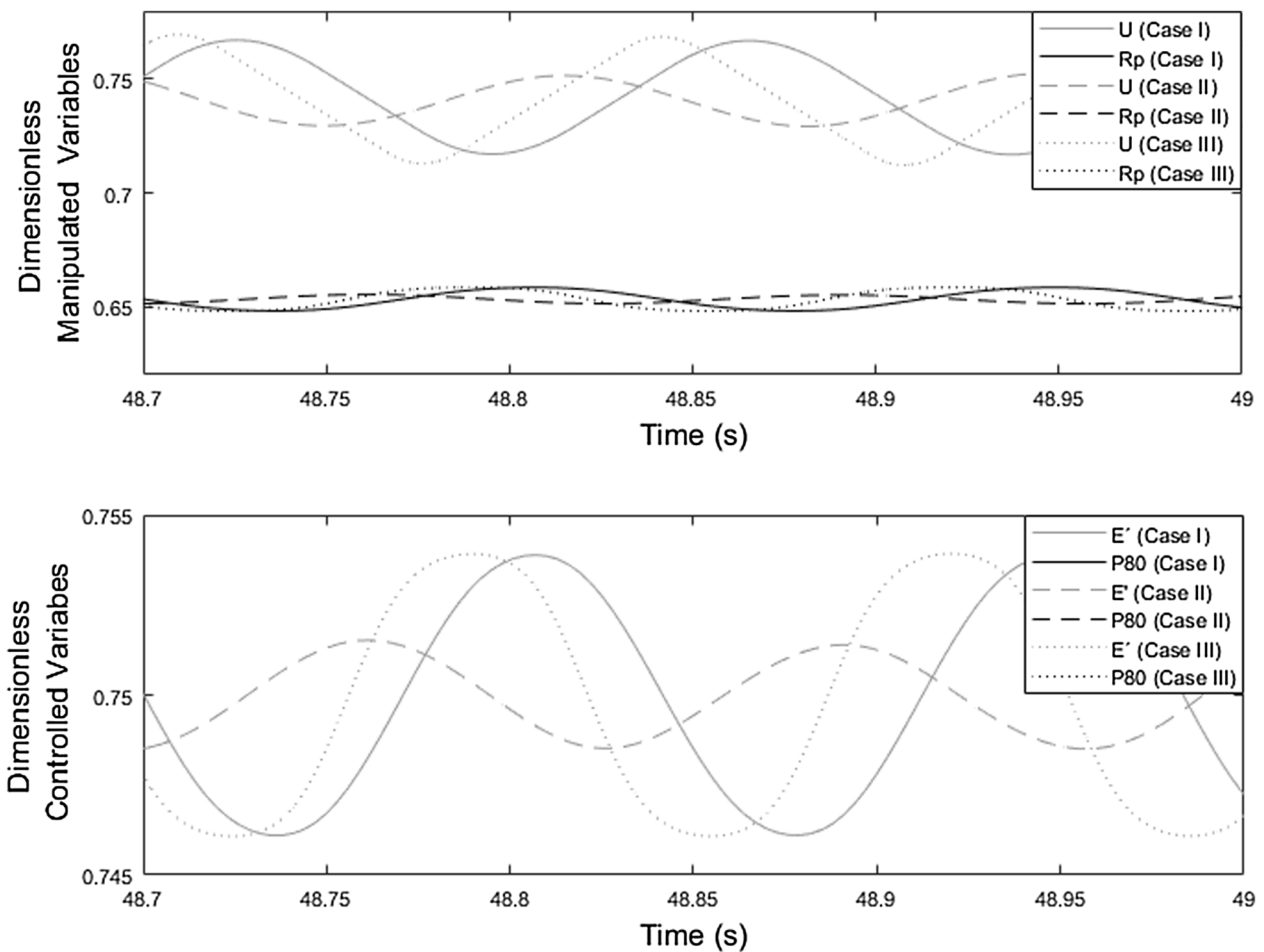 Dimensionless
Manipulated Variables
0.75
0.7
0.65
U (Case I)
Rp (Case I)
U (Case II)
Rp (Case II)
U (Case III)
Rp (Case III)
48.7 48.75 48.8 48.85 48.9 48.95 49
Time (s)
Dimensionless
Controlled Variabes
0.755
0.75
0.745
E´ (Case I)
P80 (Case I)
E' (Case II)
P80 (Case II)
E´ (Case III)
P80 (Case III)
48.7 48.75 48.8 48.85 48.9 48.95 49
Time (s)